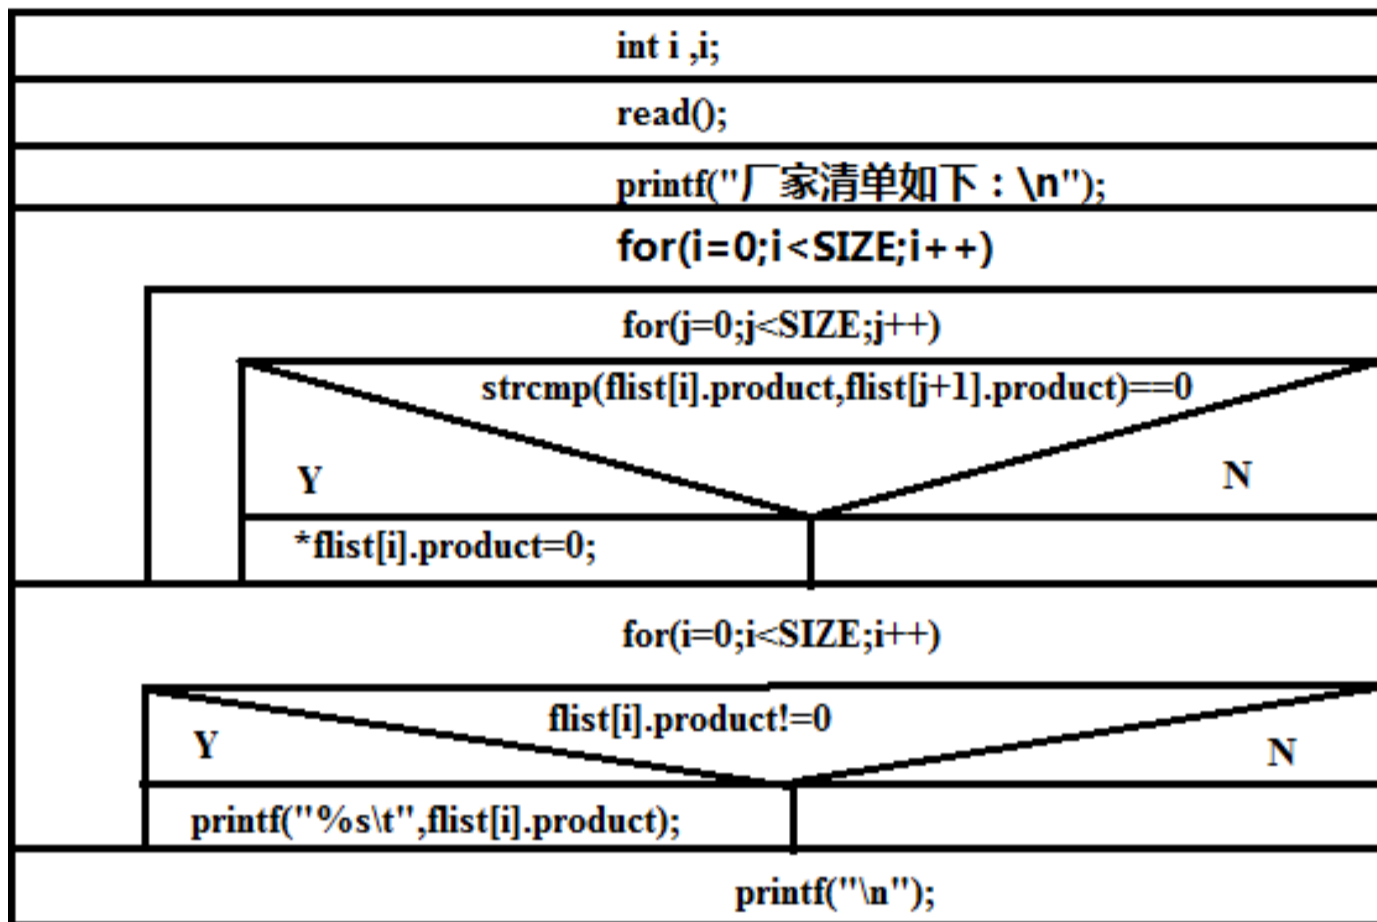 int i ,i;
read();
printf("厂家清单如下：\n");
for(i=0;i<SIZE;i++)
for(j=0;j<SIZE;j++)
strcmp(flist[i].product,flist[j+1].product)==0
Y
N
*flist[i].product=0;
for(i=0;i<SIZE;i++)
flist[i].product!=0
Y
N
printf("%s\t",flist[i].product);
printf("\n");